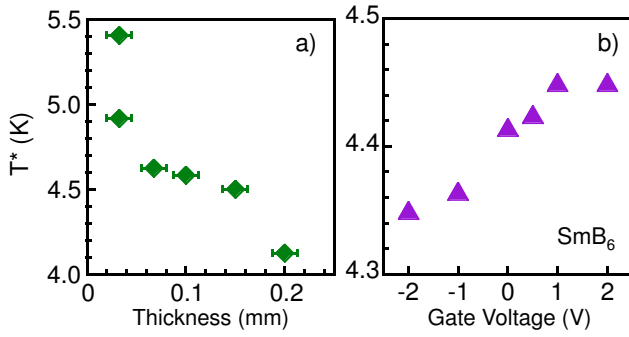 5.5
5.0
4.5
4.0
T* (K)
a)
0
0.1
0.2
Thickness (mm)
4.5
4.4
4.3
b)
SmB₆
-2 -1 0 1 2
Gate Voltage (V)